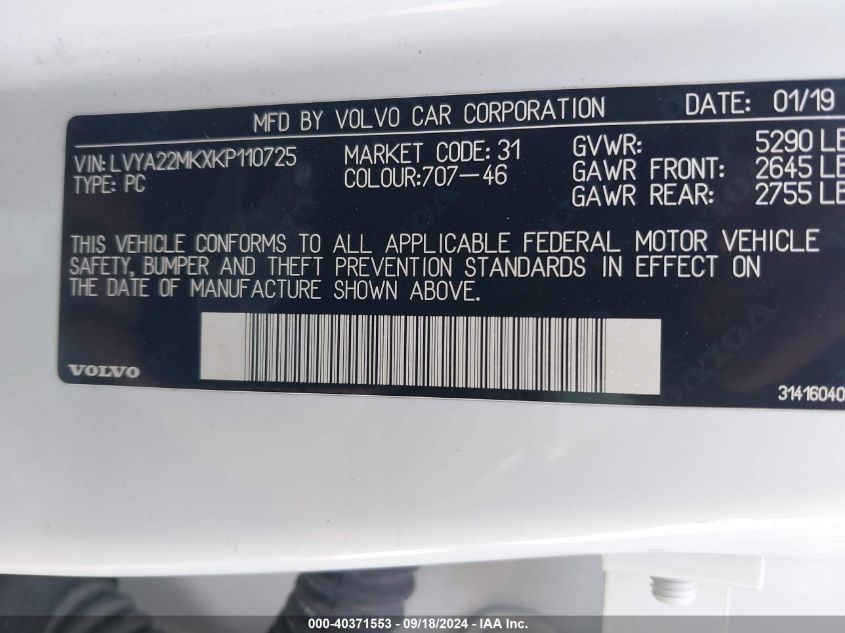 MFD BY VOLVO CAR CORPORATION DATE: 01/19
VIN: LVYA22MKXKP110725 MARKET CODE: 31 GVWR: 5290 LB
TYPE: PC COLOUR:707-46 GAWR FRONT: 2645 LB
GAWR REAR: 2755 LB
THIS VEHICLE CONFORMS TO ALL APPLICABLE FEDERAL MOTOR VEHICLE
SAFETY, BUMPER AND THEFT PREVENTION STANDARDS IN EFFECT ON
THE DATE OF MANUFACTURE SHOWN ABOVE.
VOLVO
31416040
000-40371553 - 09/18/2024 - IAA Inc.